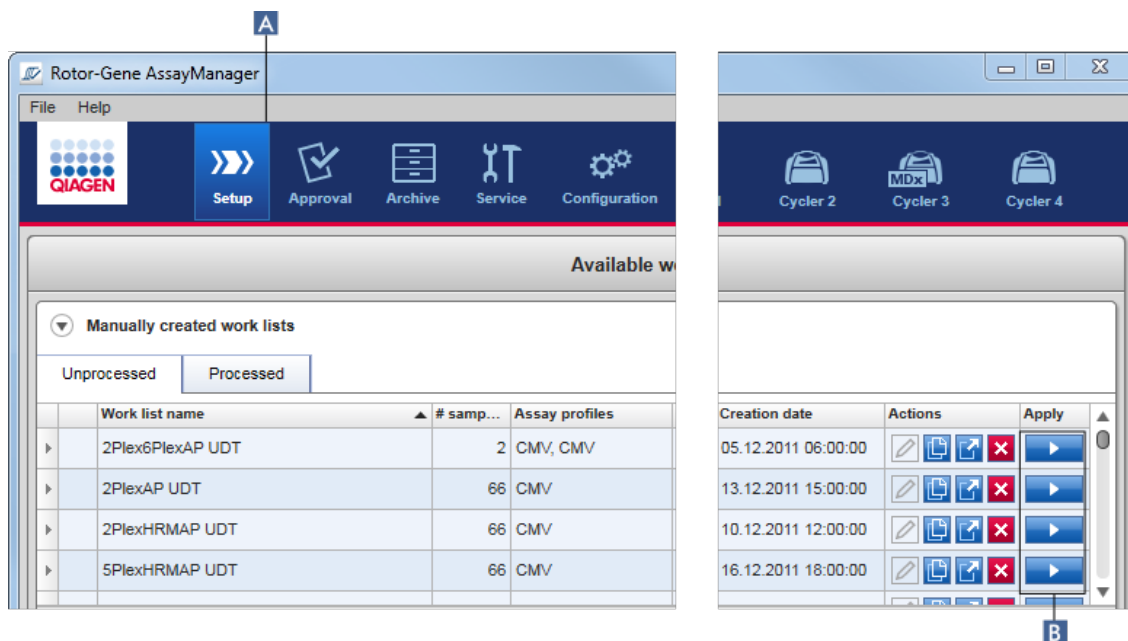 A
Rotor-Gene AssayManager
File Help
QIAGEN
Setup Approval Archive Service Configuration Cycler 2 MDx Cycler 3 Cycler 4
Available w
Manually created work lists
Unprocessed Processed
Work list name # samp... Assay profiles Creation date Actions Apply
2Plex6PlexAP UDT 2 CMV, CMV 05.12.2011 06:00:00
2PlexAP UDT 66 CMV 13.12.2011 15:00:00
2PlexHRMAP UDT 66 CMV 10.12.2011 12:00:00
5PlexHRMAP UDT 66 CMV 16.12.2011 18:00:00
B